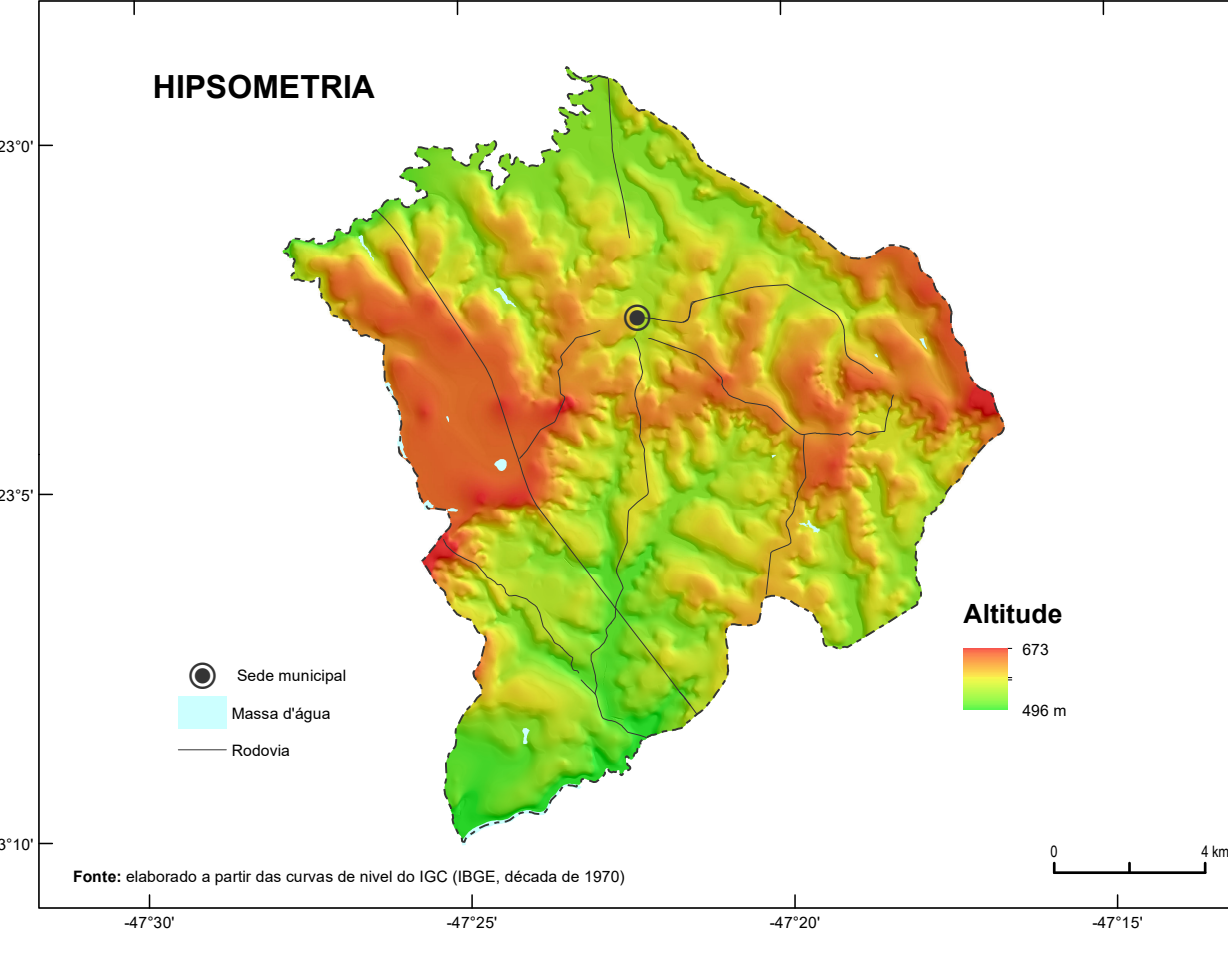 HIPSOMETRIA
23°0'
23°5'
Altitude
673
496 m
Sede municipal
Massa d'água
Rodovia
3°10'
0
4 km
Fonte: elaborado a partir das curvas de nivel do IGC (IBGE, década de 1970)
-47°30'
-47°25'
-47°20'
-47°15'